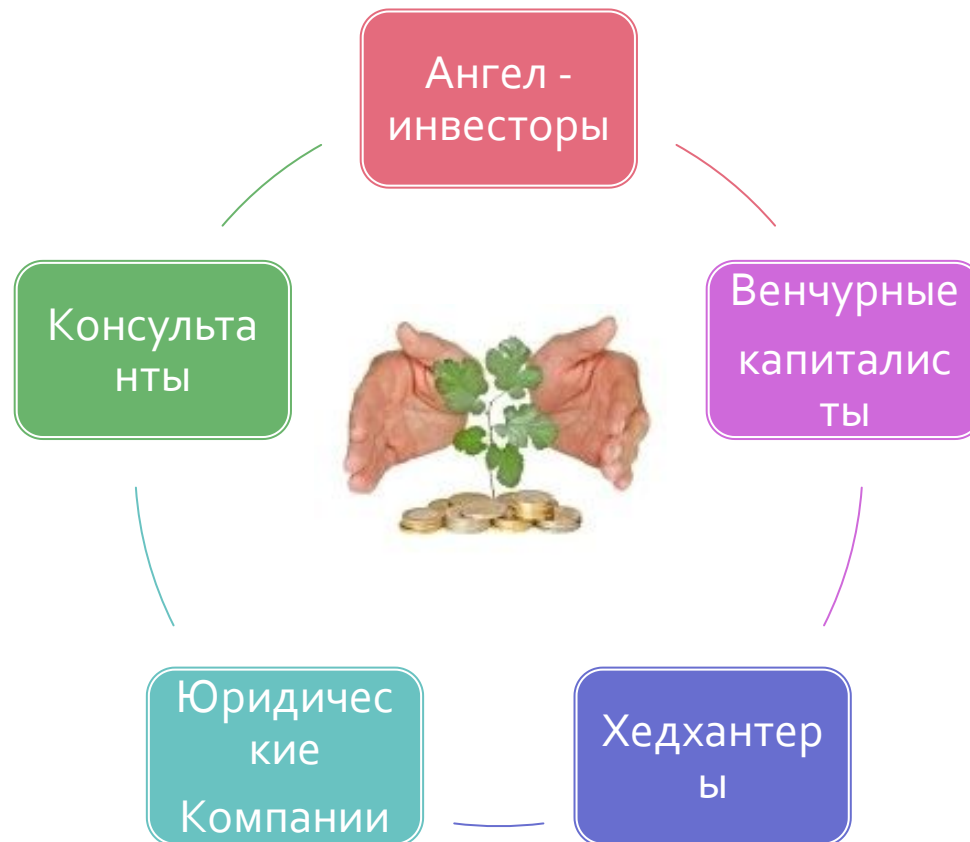 Ангел -
инвесторы
Венчурные
капиталис
ты
Хедхантер
ы
Юридичес
кие
Компании
Консульта
нты